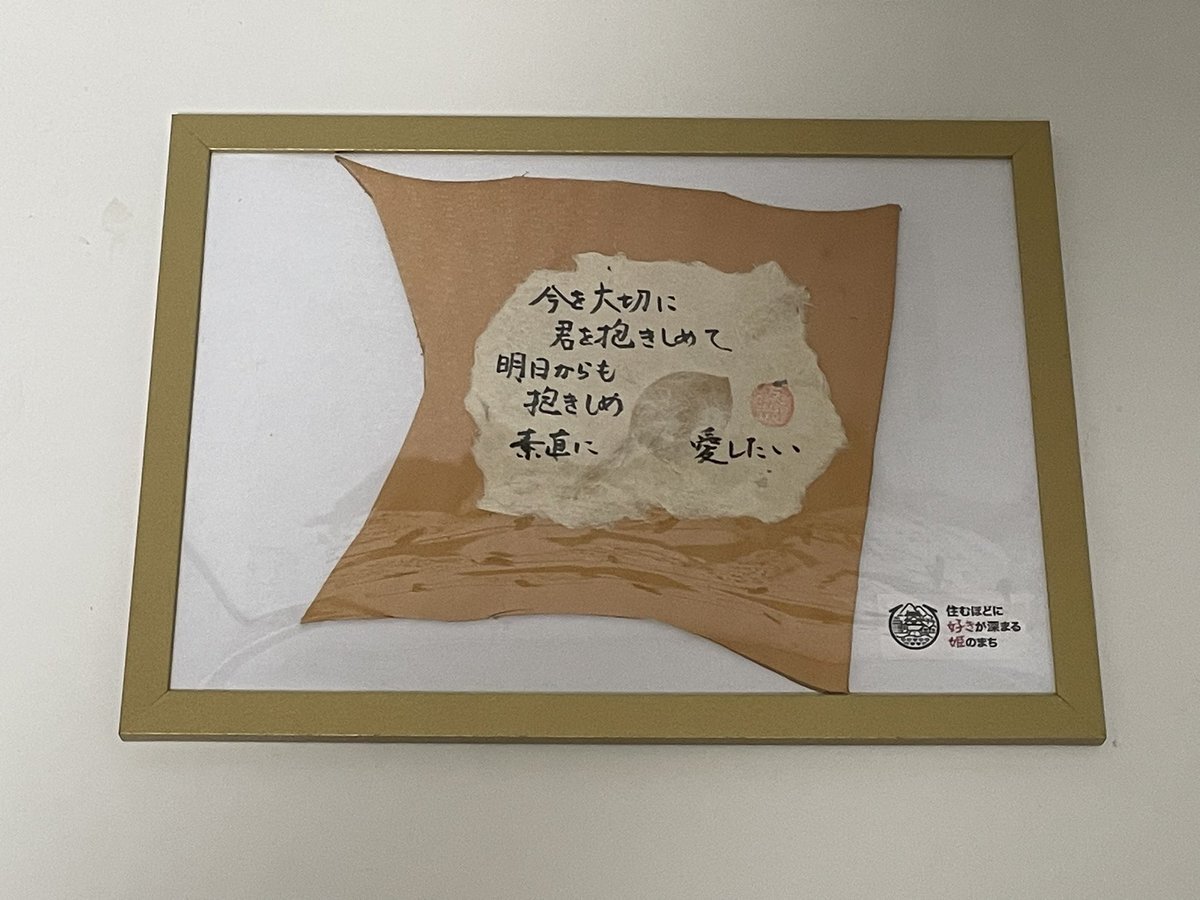 今を大切に
君を抱きしめて
明日からも
抱きしめ
素直に 愛したい
住むほどに
好きが深まる
姫のまち